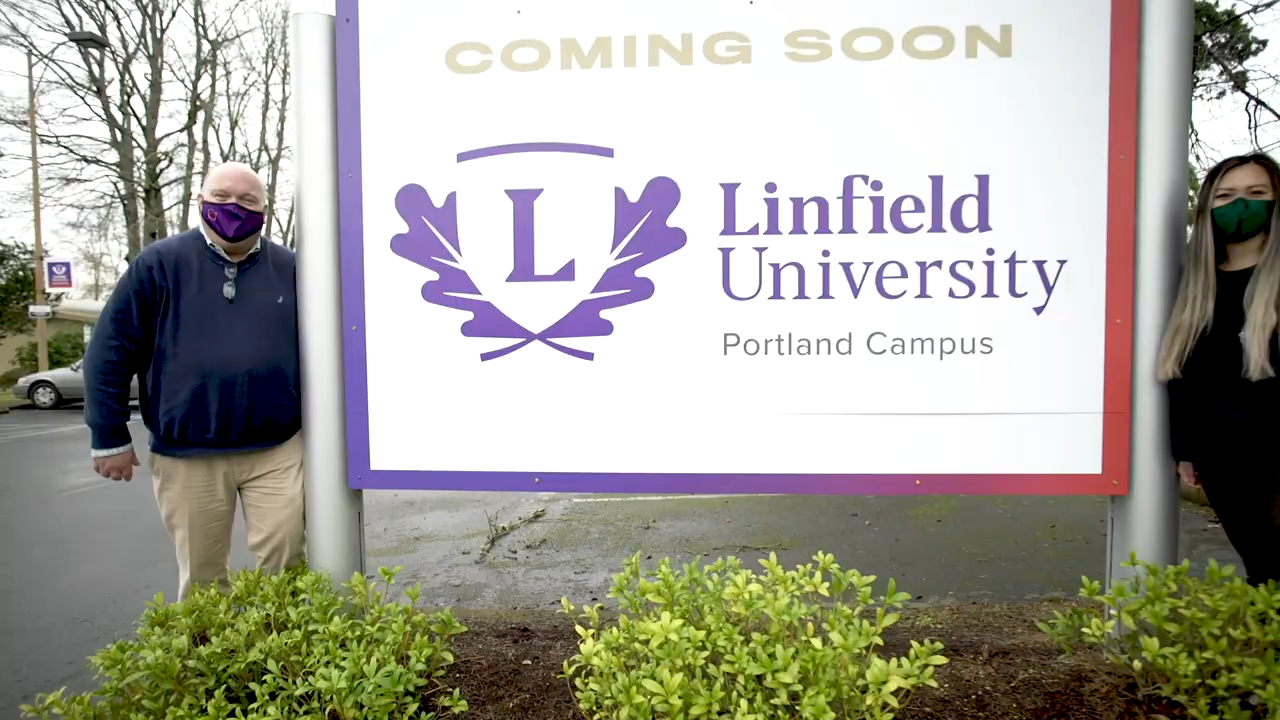 COMING SOON
L
Linfield
University
Portland Campus